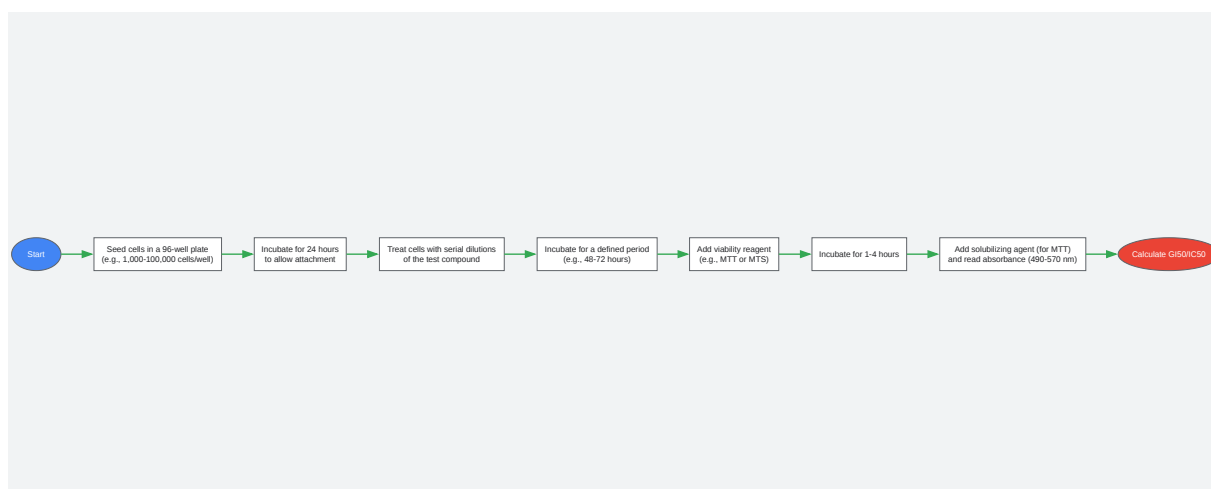 Start
Seed cells in a 96-well plate
(e.g., 1,000-100,000 cells/well)
Incubate for 24 hours
to allow attachment
Treat cells with serial dilutions
of the test compound
Incubate for a defined period
(e.g., 48-72 hours)
Add viability reagent
(e.g., MTT or MTS)
Incubate for 1-4 hours
Add solubilizing agent (for MTT)
and read absorbance (490-570 nm)
Calculate GI50/IC50